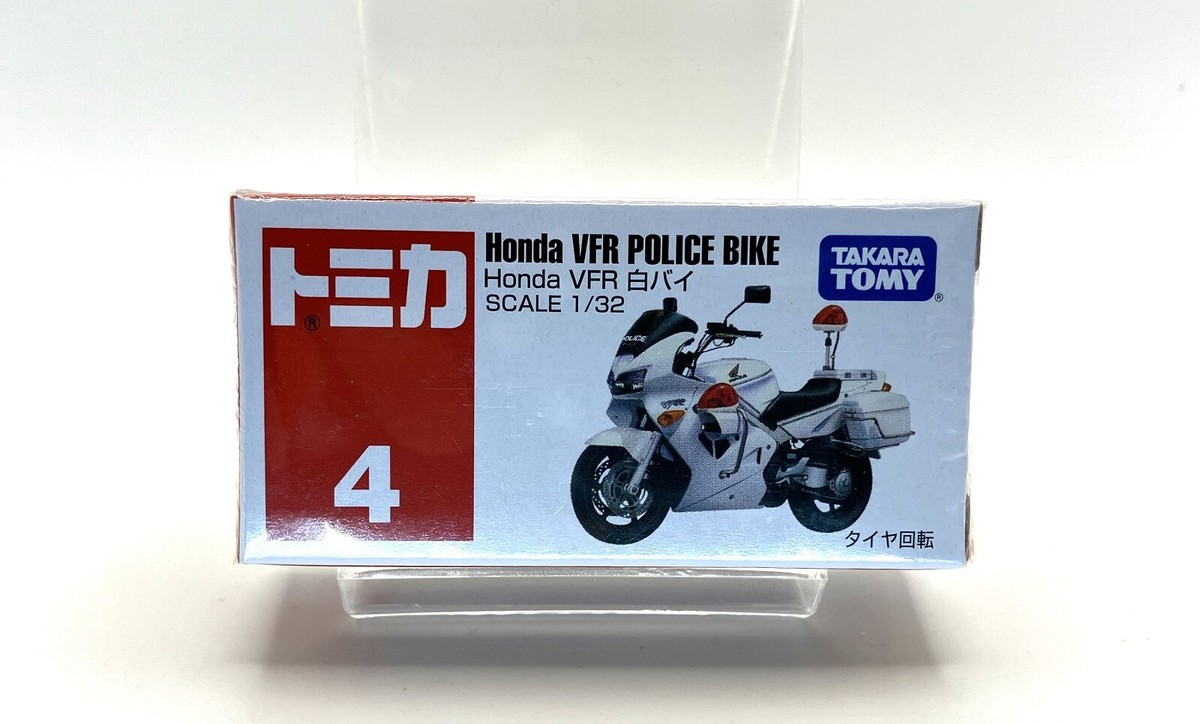 トミカ
®
4
Honda VFR POLICE BIKE
Honda VFR 白バイ
SCALE 1/32
TAKARA
TOMY
®
POLICE
VFR
タイヤ回転